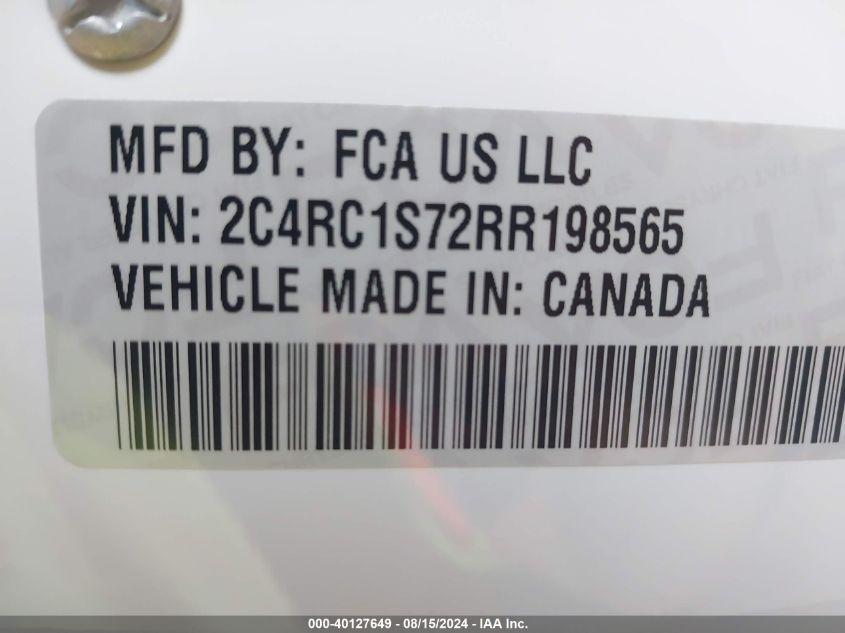 MFD BY: FCA US LLC
VIN: 2C4RC1S72RR198565
VEHICLE MADE IN: CANADA
000-40127649 - 08/15/2024 - IAA Inc.